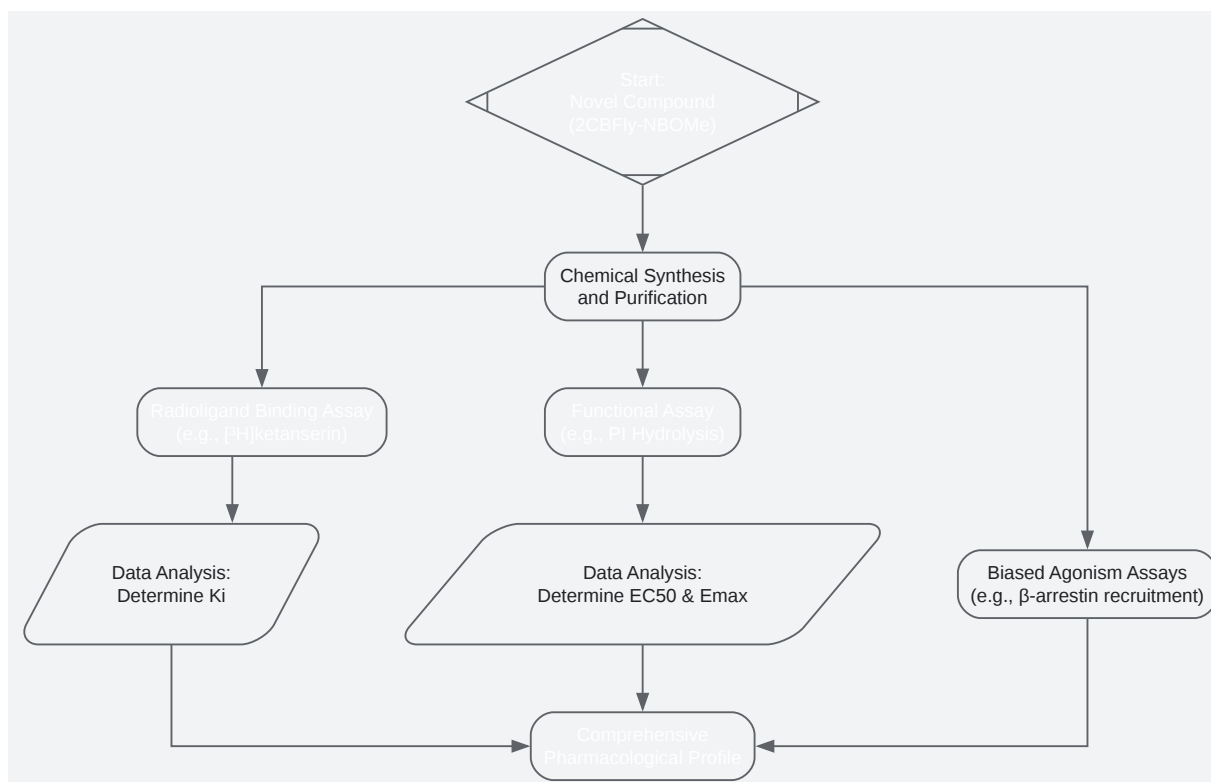 Start:
Novel Compound
(2CBFly-NBOMe)
Chemical Synthesis
and Purification
Radioligand Binding Assay
(e.g., [³H]ketanserin)
Functional Assay
(e.g., PI Hydrolysis)
Data Analysis:
Determine Ki
Data Analysis:
Determine EC50 & Emax
Biased Agonism Assays
(e.g., β-arrestin recruitment)
Comprehensive
Pharmacological Profile